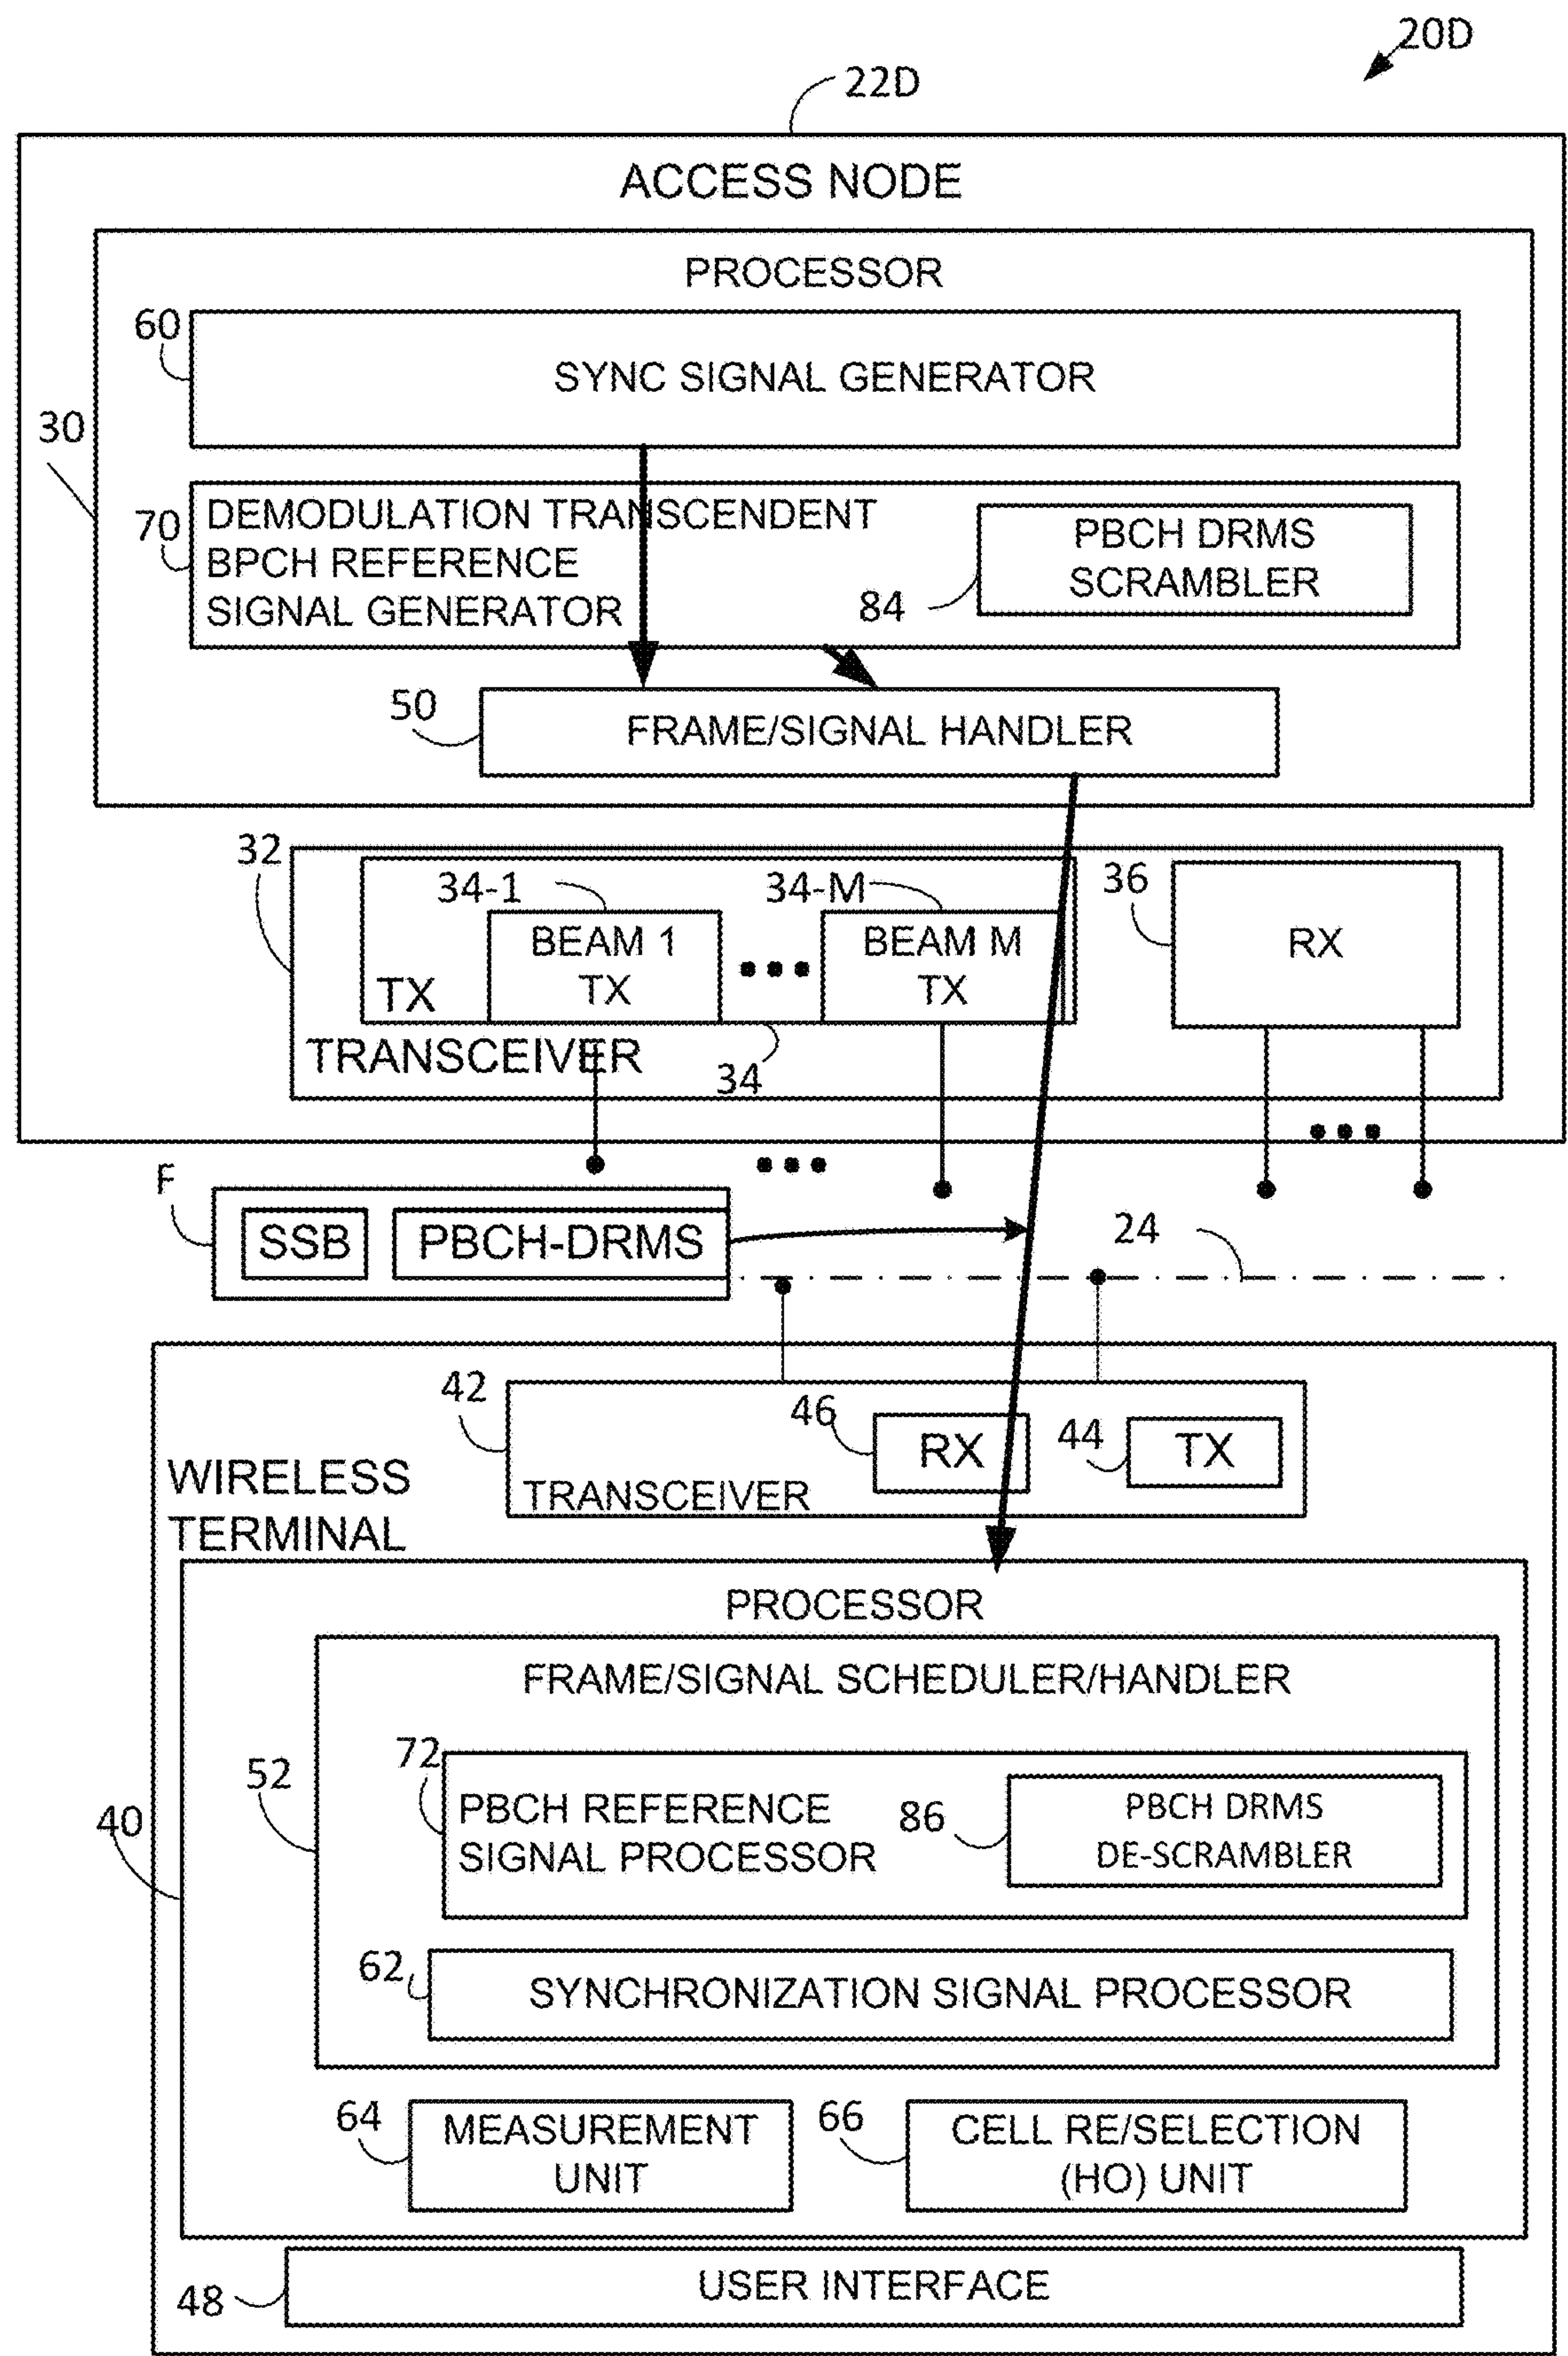 20D
22D
ACCESS NODE
PROCESSOR
60
SYNC SIGNAL GENERATOR
30
70
DEMODULATION TRANSCENDENT
BPCH REFERENCE
SIGNAL GENERATOR
PBCH DRMS
SCRAMBLER
84
50
FRAME/SIGNAL HANDLER
32
34-1
34-M
36
BEAM 1
TX
BEAM M
TX
RX
TX
TRANSCEIVER
34
F
SSB
PBCH-DRMS
24
42
46
RX
44
TX
TRANSCEIVER
WIRELESS
TERMINAL
PROCESSOR
FRAME/SIGNAL SCHEDULER/HANDLER
52
72
40
PBCH REFERENCE
SIGNAL PROCESSOR
86
PBCH DRMS
DE-SCRAMBLER
62
SYNCHRONIZATION SIGNAL PROCESSOR
64
MEASUREMENT
UNIT
66
CELL RE/SELECTION
(HO) UNIT
48
USER INTERFACE